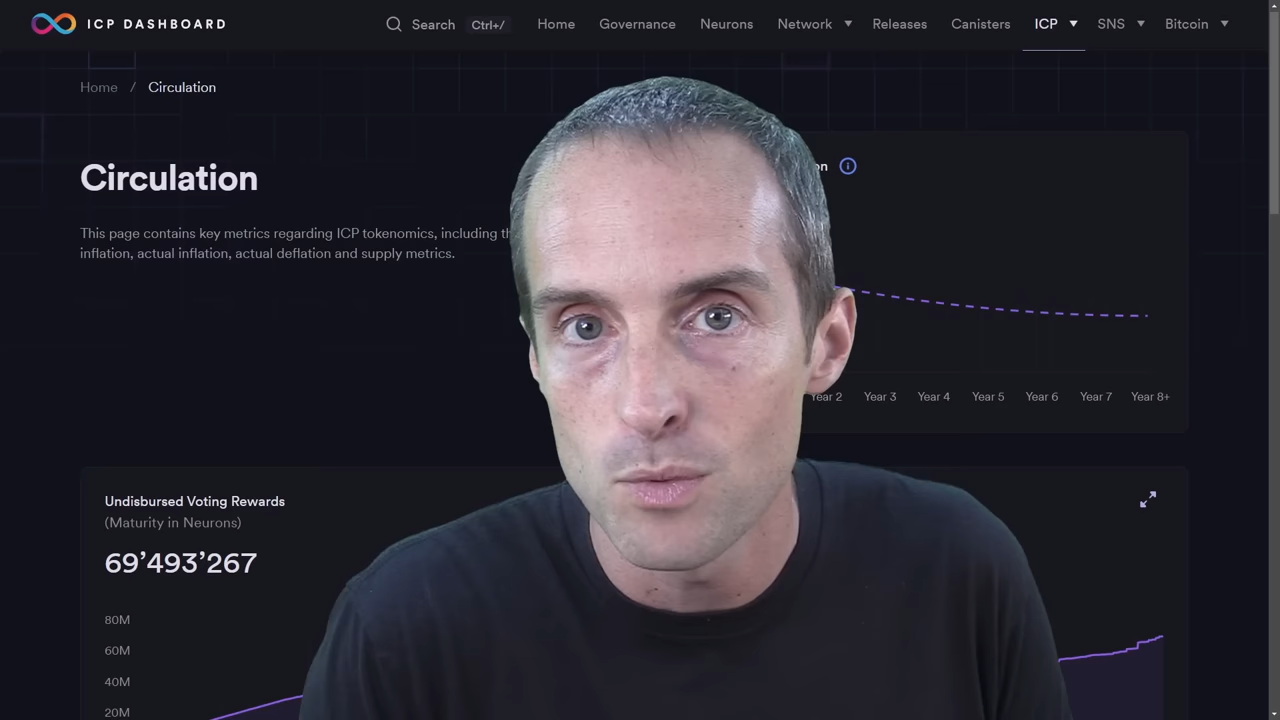 ICP DASHBOARD
Search Ctrl+/
Home
Governance
Neurons
Network
Releases
Canisters
ICP
SNS
Bitcoin
Home / Circulation
Circulation
This page contains key metrics regarding ICP tokenomics, including
inflation, actual inflation, actual deflation and supply metrics.
Year 2 Year 3 Year 4 Year 5 Year 6 Year 7 Year 8+
Undisbursed Voting Rewards
(Maturity in Neurons)
69’493’267
80M
60M
40M
20M